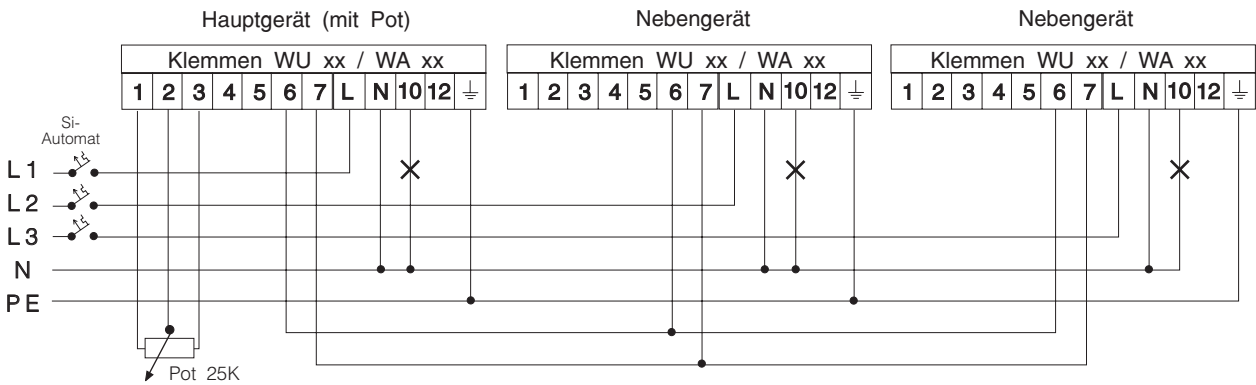 Hauptgerät (mit Pot) Nebengerät Nebengerät
Klemmen WU xx / WA xx Klemmen WU xx / WA xx Klemmen WU xx / WA xx
1 2 3 4 5 6 7 L N 10 12 1 2 3 4 5 6 7 L N 10 12 1 2 3 4 5 6 7 L N 10 12
Si-
Automat
L1
L2
L3
N
PE
Pot 25K